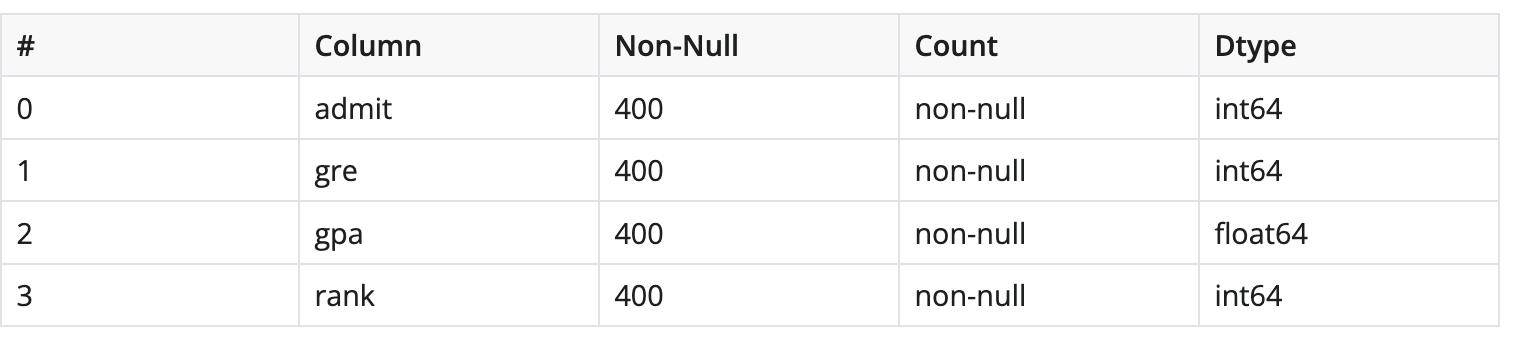 # Column Non-Null Count Dtype
0 admit 400 non-null int64
1 gre 400 non-null int64
2 gpa 400 non-null float64
3 rank 400 non-null int64